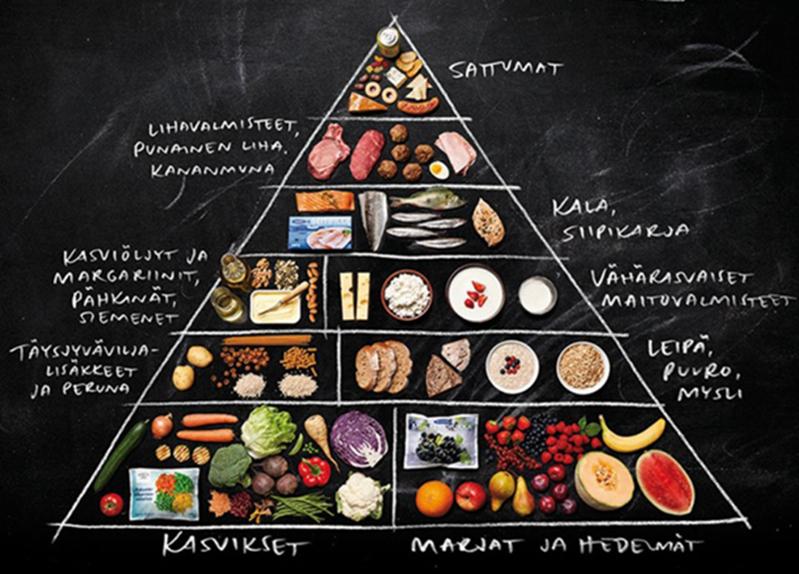 SATTUMAT
LIHAVALMISTEET,
PUNAINEN LIHA,
KANANMUNA
KALA,
SIIPIKARJA
KASVIÖLJYT JA
MARGARIINIT,
PÄHKINÄT,
SIEMENET
VÄHÄRASVAISET
MAITOVALMISTEET
TÄYSJYVÄVILJA-
LISÄKKEET
JA PERUNA
LEIPÄ,
PUURO,
MYSLI
KASVIKSET
MARJAT JA HEDELMÄT